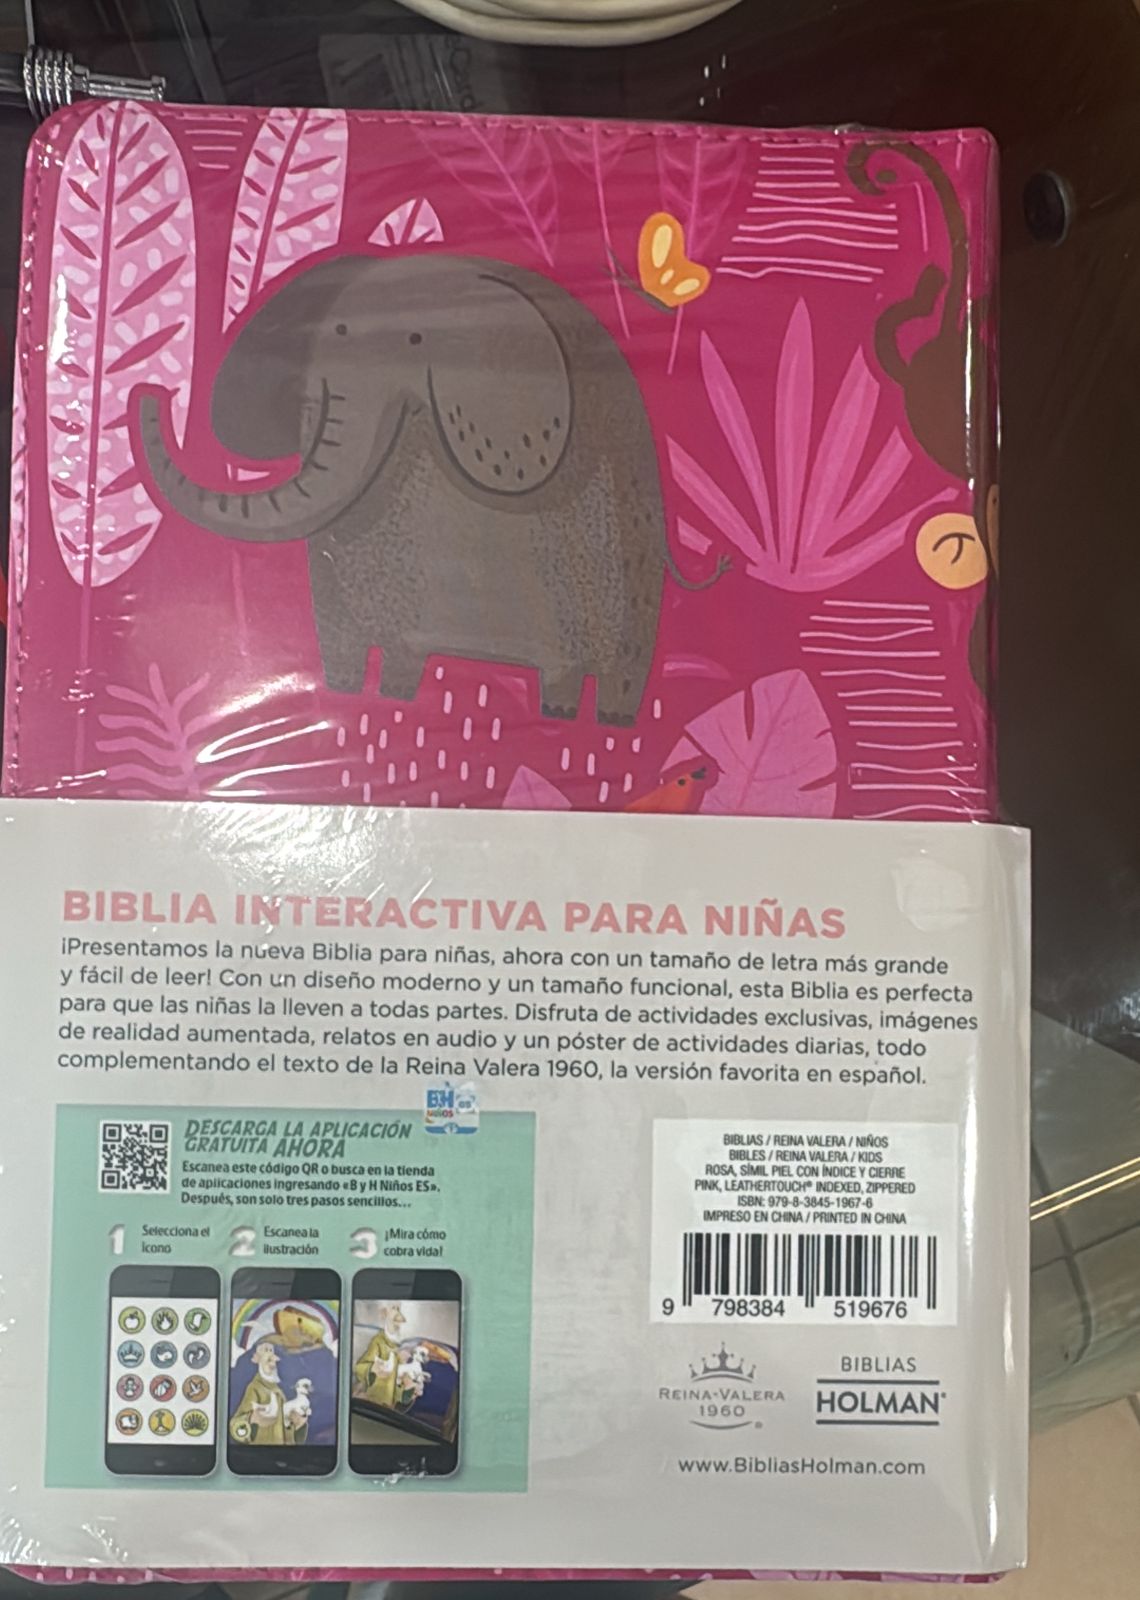 BIBLIA INTERACTIVA PARA NIÑAS
¡Presentamos la nueva Biblia para niñas, ahora con un tamaño de letra más grande
y fácil de leer! Con un diseño moderno y un tamaño funcional, esta Biblia es perfecta
para que las niñas la lleven a todas partes. Disfruta de actividades exclusivas, imágenes
de realidad aumentada, relatos en audio y un póster de actividades diarias, todo
complementando el texto de la Reina Valera 1960, la versión favorita en español.
DESCARGA LA APLICACIÓN
GRATUITA AHORA
Escanea este código QR o busca en la tienda
de aplicaciones ingresando «B y H Niños ES».
Después, son solo tres pasos sencillos...
1 Selecciona el
ícono
2 Escanea la
ilustración
3 ¡Mira cómo
cobra vida!
BIBLIAS / REINA VALERA / NIÑOS
BIBLES / REINA VALERA / KIDS
ROSA, SÍMIL PIEL CON ÍNDICE Y CIERRE
PINK, LEATHERTOUCH® INDEXED, ZIPPERED
ISBN: 979-8-3845-1967-6
IMPRESO EN CHINA / PRINTED IN CHINA
9 798384 519676
REINA-VALERA
1960
BIBLIAS
HOLMAN
www.BibliasHolman.com